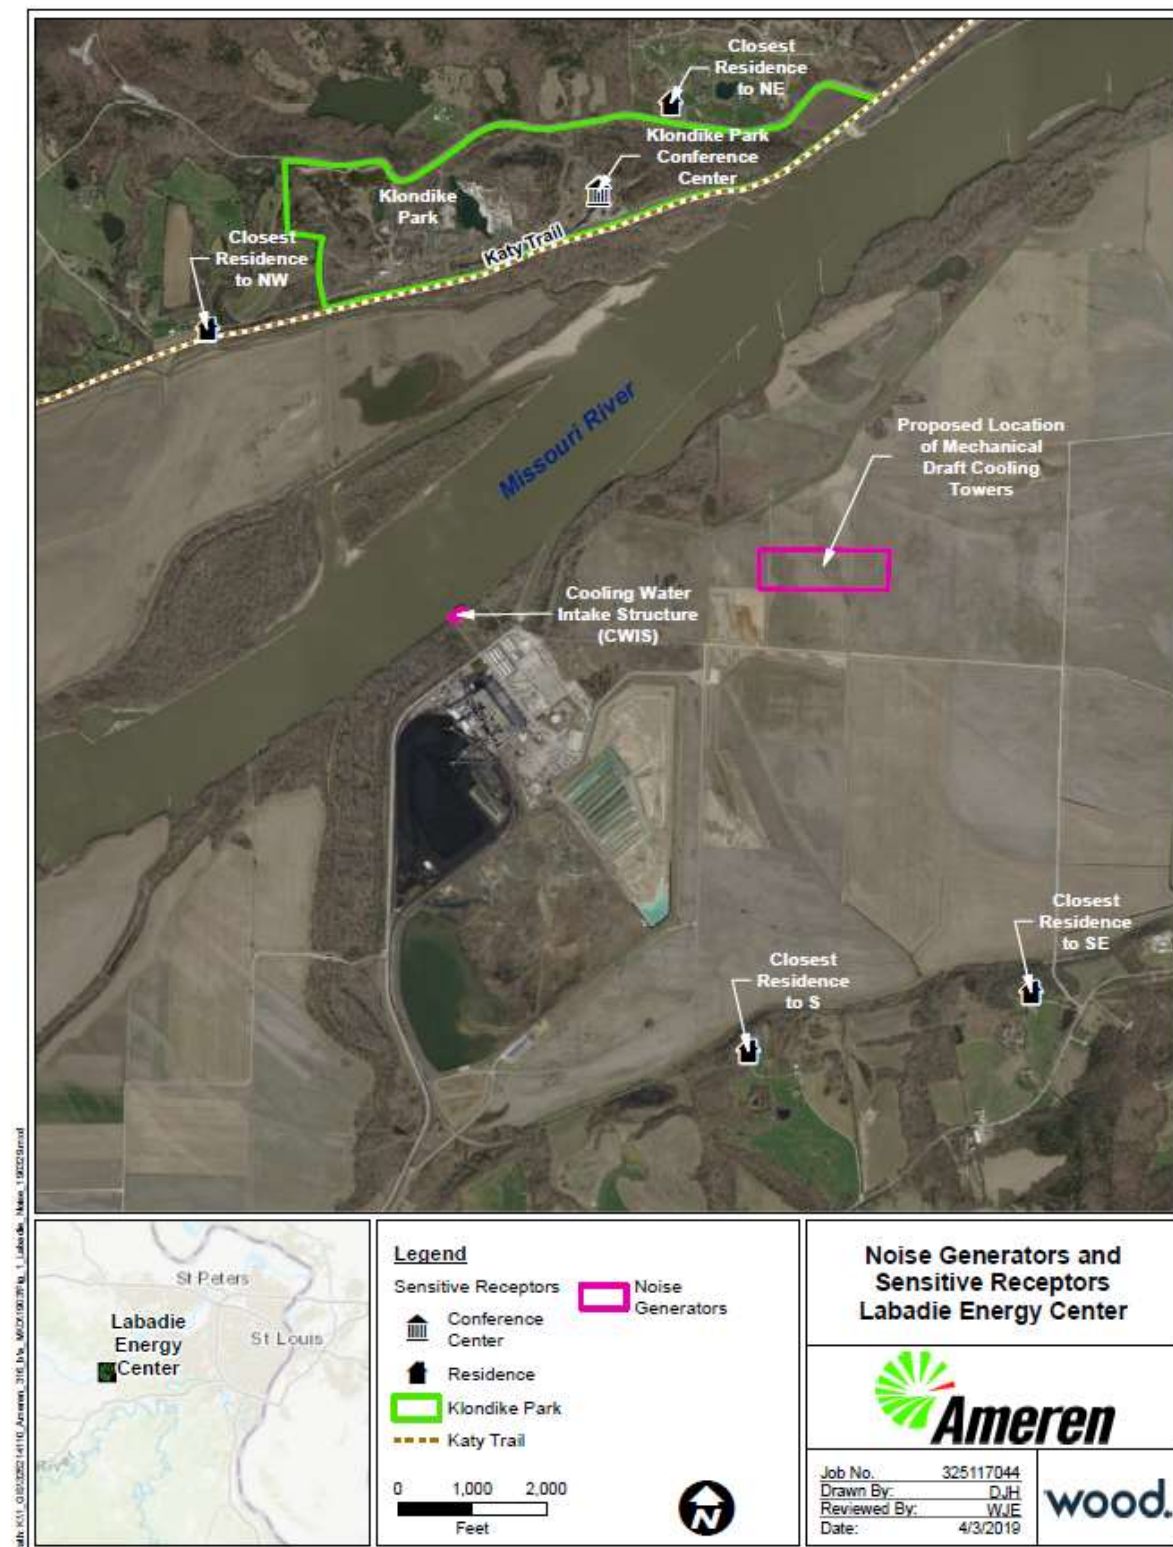 Closest
Residence
to NE
Klondike Park
Conference
Center
Klondike
Park
Katy Trail
Closest
Residence
to NW
Missouri River
Proposed Location
of Mechanical
Draft Cooling
Towers
Cooling Water
Intake Structure
(CWIS)
Closest
Residence
to SE
Closest
Residence
to S
St Peters
Labadie
Energy
Center
St Louis
Legend
Sensitive Receptors
Conference
Center
Residence
Klondike Park
Katy Trail
Noise
Generators
0 1,000 2,000
Feet
N
Noise Generators and
Sensitive Receptors
Labadie Energy Center
Ameren
Job No. 325117044
Drawn By: DJH
Reviewed By: WJE
Date: 4/3/2019
wood.